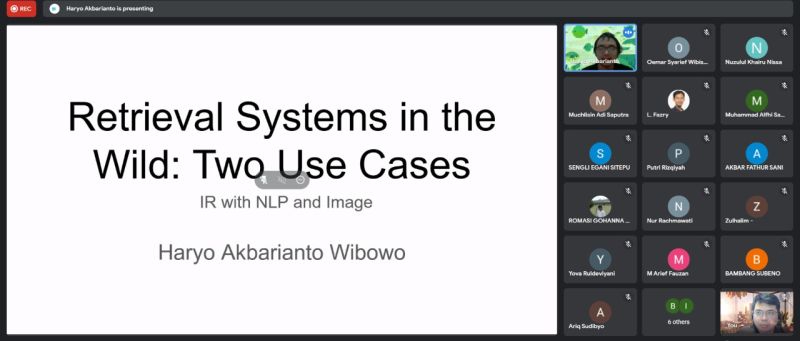 REC
Haryo Akbarianto is presenting
Retrieval Systems in the
Wild: Two Use Cases
IR with NLP and Image
Haryo Akbarianto Wibowo
O
Oemar Syarief Wibis...
N
Nuzulul Khairu Nissa
M
Muchlisin Adi Saputra
L. Fazry
M
Muhammad Alfhi Sa...
S
SENGLI EGANI SITEPU
P
Putri Rizqiyah
A
AKBAR FATHUR SANI
ROMASI GOHANNA ...
N
Nur Rachmawati
Z
Zulhalim -
Y
Yova Ruldeviyani
M
M Arief Fauzan
B
BAMBANG SUBENO
A
Ariq Sudibyo
B I
6 others
You